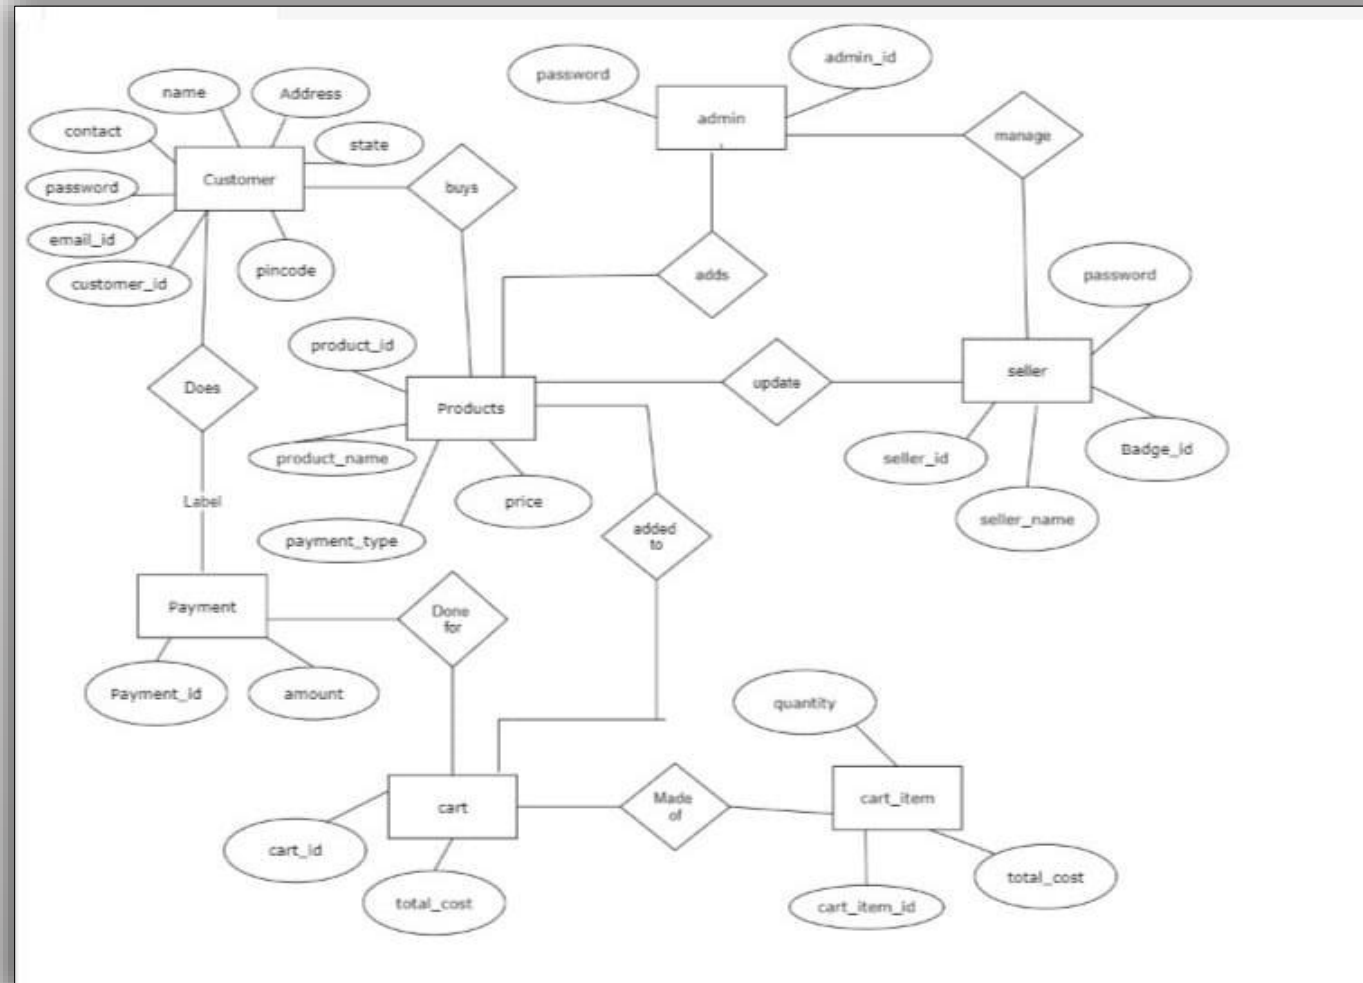 password
admin_id
name
Address
admin
contact
state
manage
Customer
buys
password
email_id
customer_id
pincode
adds
password
product_id
Does
Products
update
seller
product_name
seller_id
Badge_id
Label
price
seller_name
payment_type
added
to
Payment
Done
for
Payment_id
amount
quantity
cart
Made
of
cart_item
cart_id
total_cost
total_cost
cart_item_id